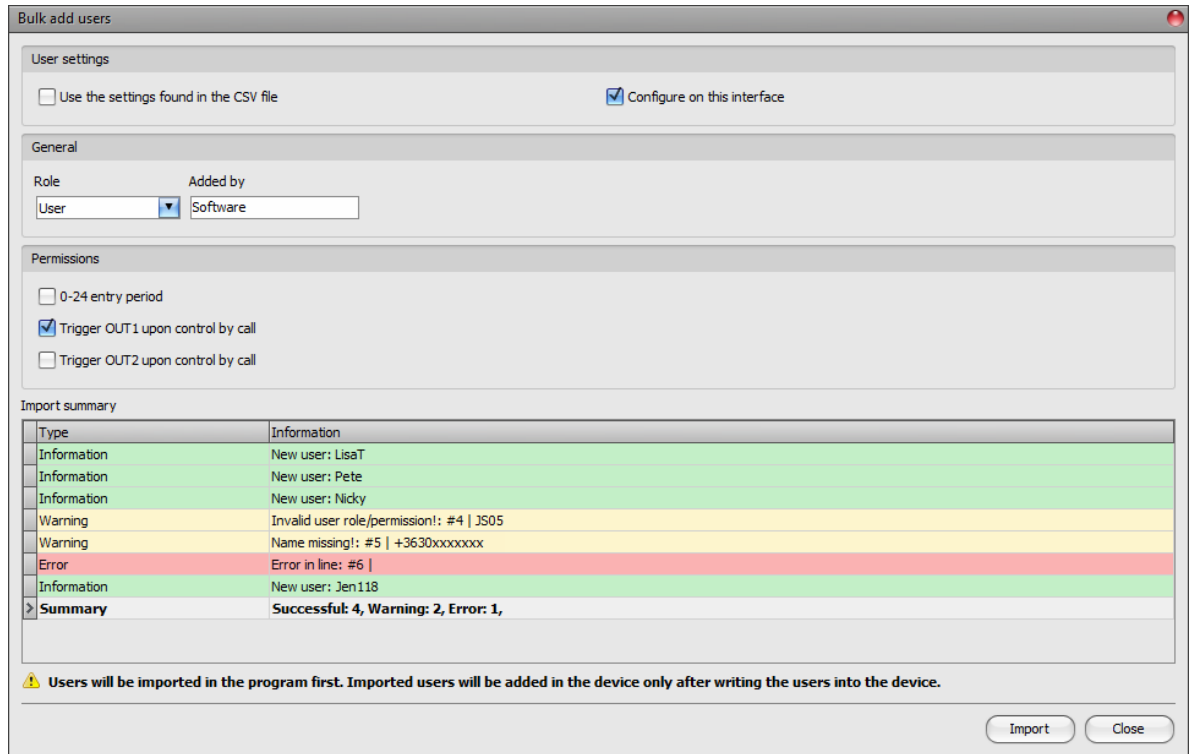 Bulk add users
User settings
Use the settings found in the CSV file Configure on this interface
General
Role Added by
User Software
Permissions
0-24 entry period
Trigger OUT1 upon control by call
Trigger OUT2 upon control by call
Import summary
Type Information
Information New user: LisaT
Information New user: Pete
Information New user: Nicky
Warning Invalid user role/permission!: #4 | JS05
Warning Name missing!: #5 | +3630xxxxxxx
Error Error in line: #6 |
Information New user: Jen118
Summary Successful: 4, Warning: 2, Error: 1,
Users will be imported in the program first. Imported users will be added in the device only after writing the users into the device.
Import Close